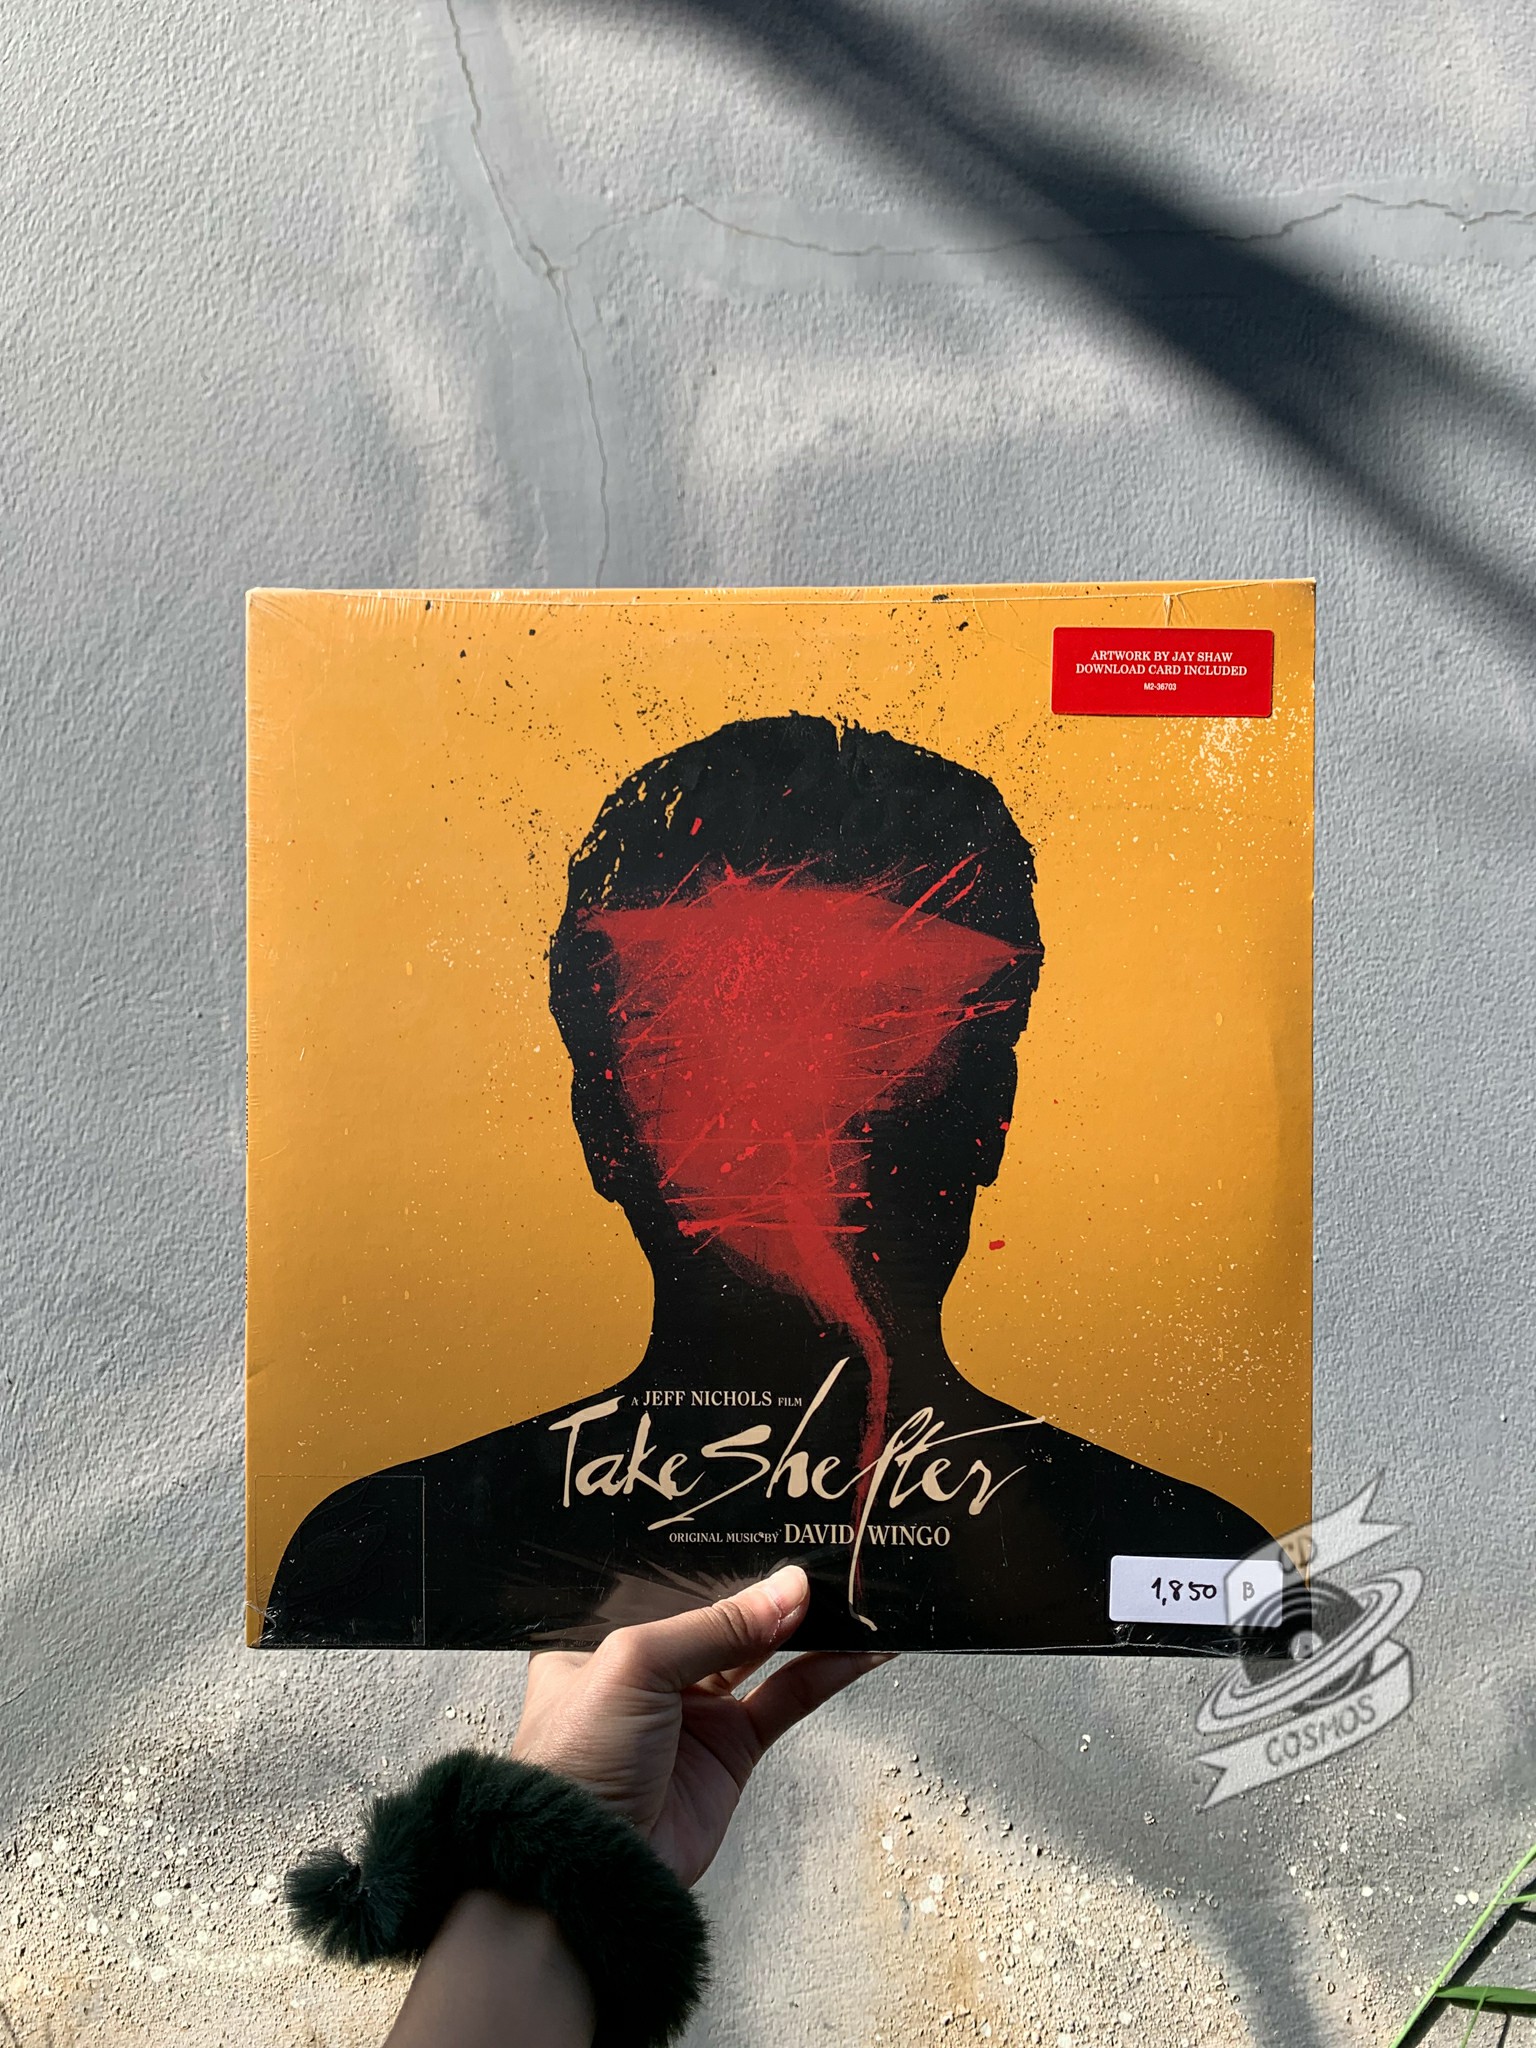 ARTWORK BY JAY SHAW
DOWNLOAD CARD INCLUDED
M2-36703
A JEFF NICHOLS FILM
Take Shelter
ORIGINAL MUSIC BY DAVID WINGO
1,850 B
CD
COSMOS